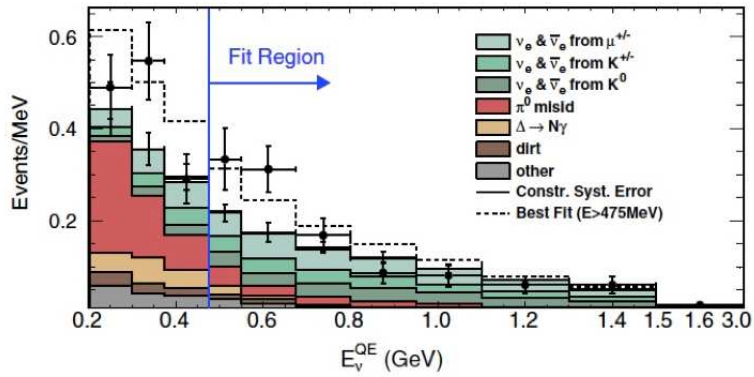 0.6
0.4
0.2
Events/MeV
Fit Region
νe & ν̄e from μ+/-
νe & ν̄e from K+/-
νe & ν̄e from K0
π0 misid
Δ → Nγ
dirt
other
Constr. Syst. Error
Best Fit (E>475MeV)
0.2 0.4 0.6 0.8 1.0 1.2 1.4 1.5 1.6 3.0
EνQE (GeV)